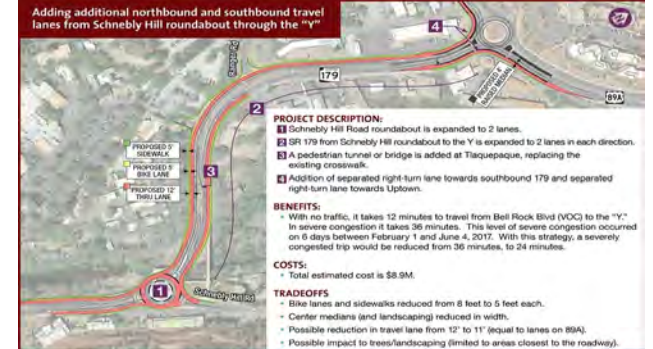 Adding additional northbound and southbound travel
lanes from Schnebly Hill roundabout through the "Y"
4
179
PROPOSED 4'
RAISED MEDIAN
89A
2
PROPOSED 5'
SIDEWALK
PROPOSED 5'
BIKE LANE
PROPOSED 12'
THRU LANE
3
1
Schnebly Hill Rd
PROJECT DESCRIPTION:
1 Schnebly Hill Road roundabout is expanded to 2 lanes.
2 SR 179 from Schnebly Hill roundabout to the Y is expanded to 2 lanes in each direction.
3 A pedestrian tunnel or bridge is added at Tlaquepaque, replacing the
existing crosswalk.
4 Addition of separated right-turn lane towards southbound 179 and separated
right-turn lane towards Uptown.
BENEFITS:
• With no traffic, it takes 12 minutes to travel from Bell Rock Blvd (VOC) to the "Y."
In severe congestion it takes 36 minutes. This level of severe congestion occurred
on 6 days between February 1 and June 4, 2017. With this strategy, a severely
congested trip would be reduced from 36 minutes, to 24 minutes.
COSTS:
• Total estimated cost is $8.9M.
TRADEOFFS
• Bike lanes and sidewalks reduced from 8 feet to 5 feet each.
• Center medians (and landscaping) reduced in width.
• Possible reduction in travel lane from 12' to 11' (equal to lanes on 89A).
• Possible impact to trees/landscaping (limited to areas closest to the roadway).